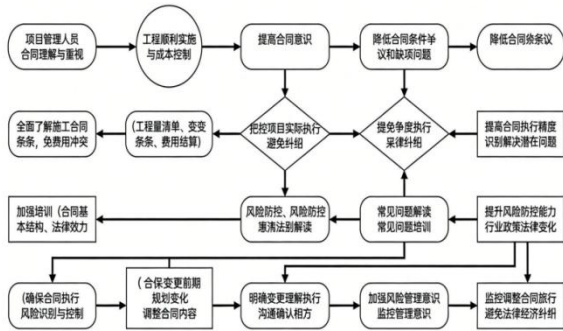 项目管理人员
合同理解与重视
工程顺利实施
与成本控制
提高合同意识
降低合同条件争
议和缺项问题
降低合同条议
全面了解施工合同
条条，免费用冲突
(工程量清单、变变
条条、费用结算)
把控项目实际执行
避免纠纷
提免争度执行
采律纠纷
提高合同执行精度
识别解决潜在问题
加强培训（合同基
本结构、法律效力
风险防控、风险防控
法别解读
常见问题解读
常见问题培训
提升风险防控能力
行业政策法律变化
(确保合同执行
风险识别与控制
（合保变更前期
规划变化
调整合同内容
明确变更理解执行
沟通确认相方
加强风险管理意识
监控管理意识
监控调整合同旅行
避免法律经济纠纷